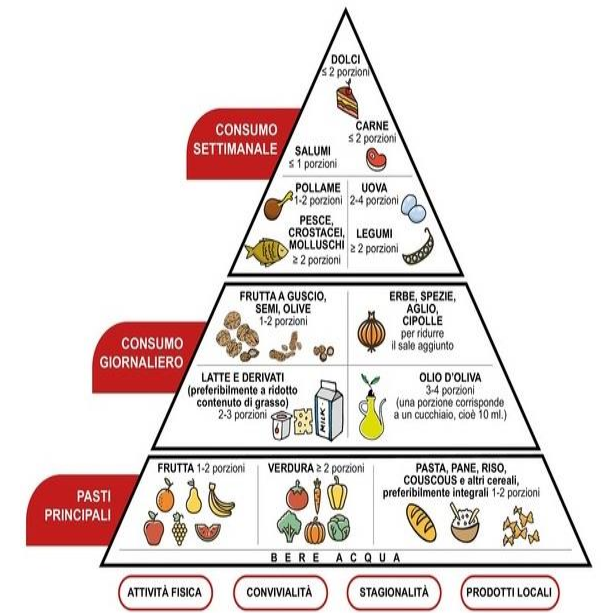 DOLCI
≤ 2 porzioni
CONSUMO
SETTIMANALE
CARNE
≤ 2 porzioni
SALUMI
≤ 1 porzioni
POLLAME
1-2 porzioni
UOVA
2-4 porzioni
PESCE,
CROSTACEI,
MOLLUSCHI
≥ 2 porzioni
LEGUMI
≥ 2 porzioni
CONSUMO
GIORNALIERO
FRUTTA A GUSCIO,
SEMI, OLIVE
1-2 porzioni
ERBE, SPEZIE,
AGLIO,
CIPOLLE
per ridurre
il sale aggiunto
LATTE E DERIVATI
(preferibilmente a ridotto
contenuto di grasso)
2-3 porzioni
MILK
OLIO D'OLIVA
3-4 porzioni
(una porzione corrisponde
a un cucchiaio, cioè 10 ml.)
PASTI
PRINCIPALI
FRUTTA 1-2 porzioni
VERDURA ≥ 2 porzioni
PASTA, PANE, RISO,
COUSCOUS e altri cereali,
preferibilmente integrali 1-2 porzioni
BERE ACQUA
ATTIVITÀ FISICA
CONVIVIALITÀ
STAGIONALITÀ
PRODOTTI LOCALI